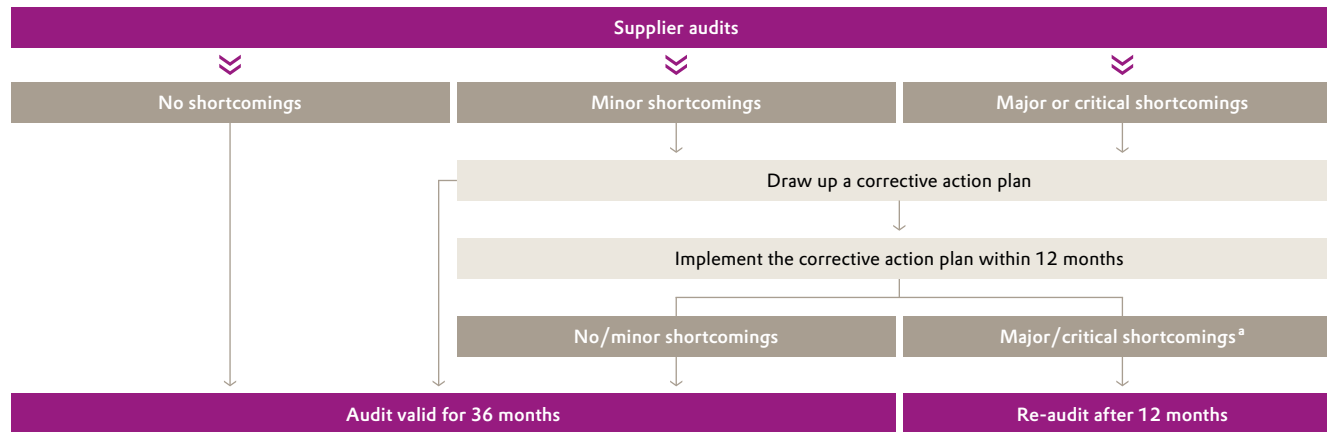 Supplier audits
No shortcomings
Minor shortcomings
Major or critical shortcomings
Draw up a corrective action plan
Implement the corrective action plan within 12 months
No/minor shortcomings
Major/critical shortcomings a
Audit valid for 36 months
Re-audit after 12 months